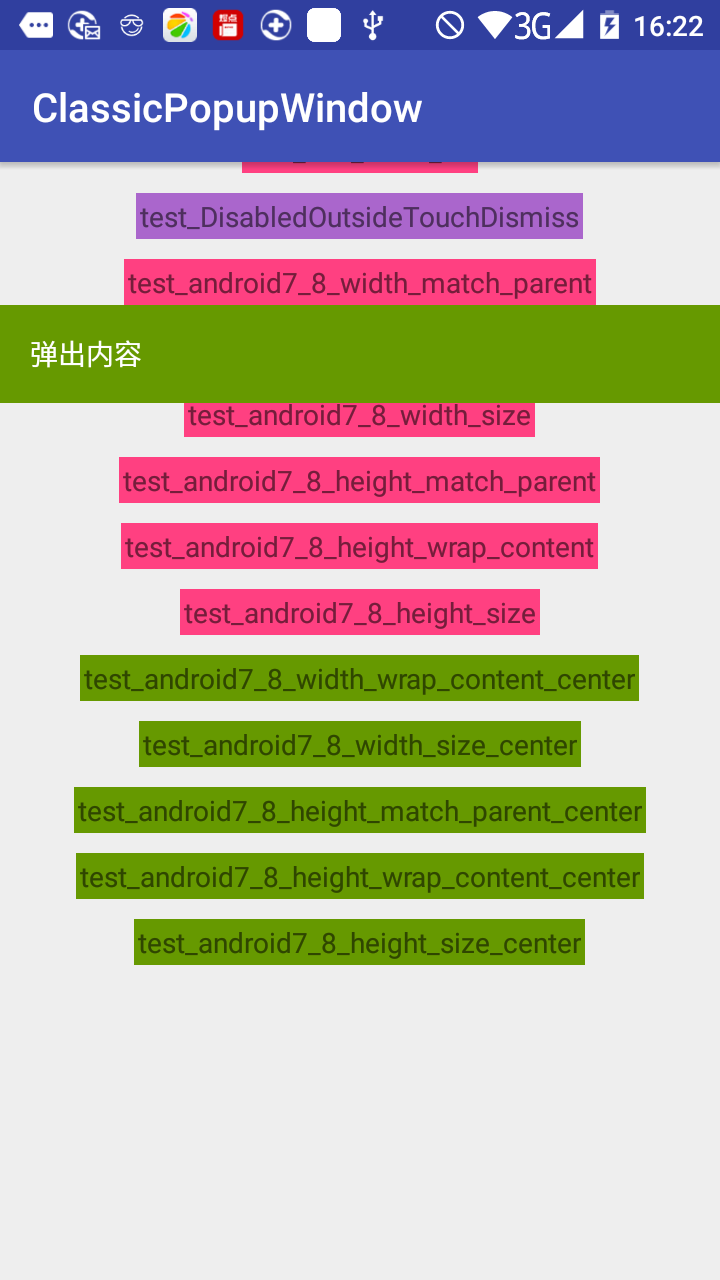 3G 16:22
ClassicPopupWindow
test_DisabledOutsideTouchDismiss
test_android7_8_width_match_parent
弹出内容
test_android7_8_width_size
test_android7_8_height_match_parent
test_android7_8_height_wrap_content
test_android7_8_height_size
test_android7_8_width_wrap_content_center
test_android7_8_width_size_center
test_android7_8_height_match_parent_center
test_android7_8_height_wrap_content_center
test_android7_8_height_size_center